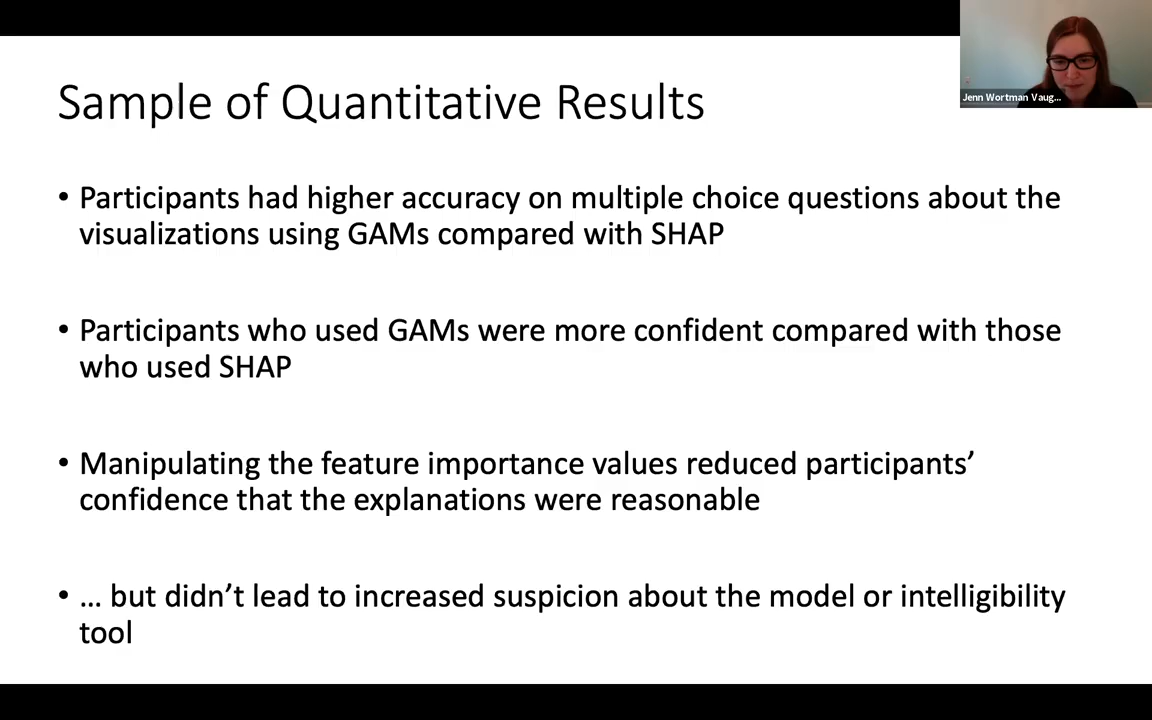 Jenn Wortman Vaug...
Sample of Quantitative Results
• Participants had higher accuracy on multiple choice questions about the
visualizations using GAMs compared with SHAP
• Participants who used GAMs were more confident compared with those
who used SHAP
• Manipulating the feature importance values reduced participants’
confidence that the explanations were reasonable
• … but didn’t lead to increased suspicion about the model or intelligibility
tool